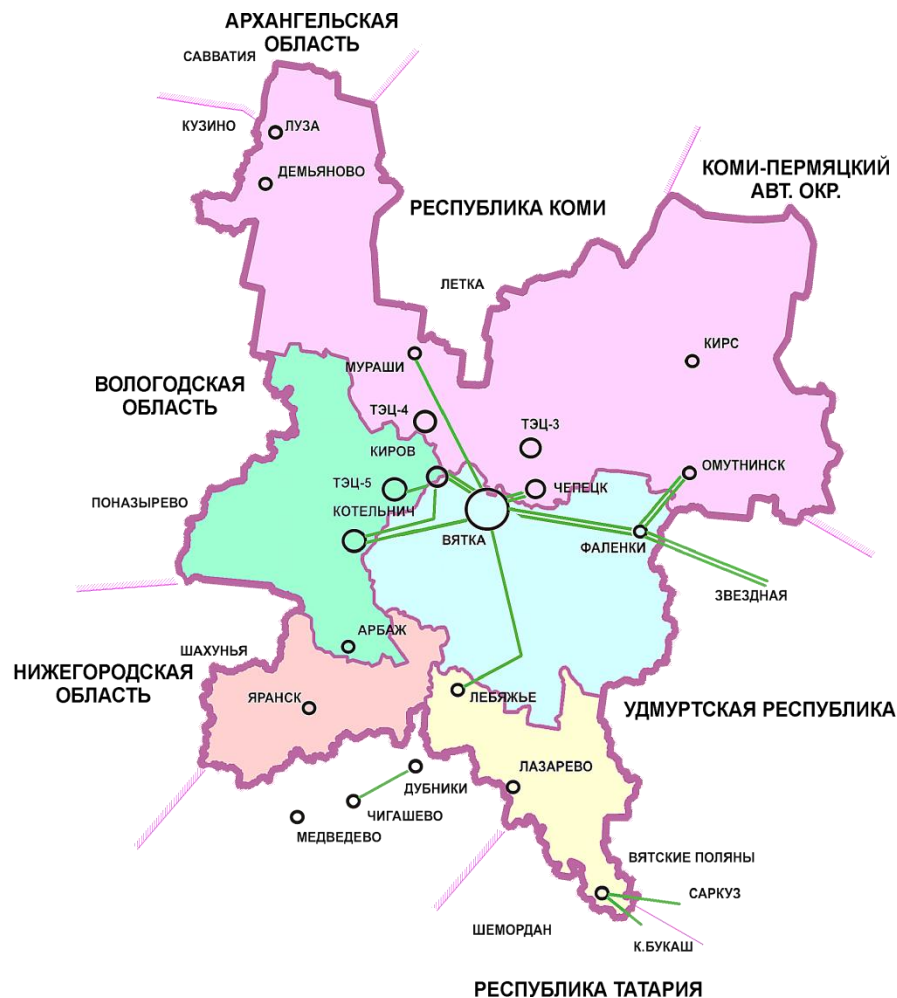 АРХАНГЕЛЬСКАЯ
ОБЛАСТЬ
САВВАТИЯ
КУЗИНО
ЛУЗА
ДЕМЬЯНОВО
КОМИ-ПЕРМЯЦКИЙ
АВТ. ОКР.
РЕСПУБЛИКА КОМИ
ЛЕТКА
КИРС
МУРАШИ
ВОЛОГОДСКАЯ
ОБЛАСТЬ
ТЭЦ-4
ТЭЦ-3
КИРОВ
ОМУТНИНСК
ТЭЦ-5
ЧЕПЕЦК
ПОНАЗЫРЕВО
КОТЕЛЬНИЧ
ВЯТКА
ФАЛЕНКИ
ЗВЕЗДНАЯ
АРБАЖ
ШАХУНЬЯ
НИЖЕГОРОДСКАЯ
ОБЛАСТЬ
ЯРАНСК
ЛЕБЯЖЬЕ
УДМУРТСКАЯ РЕСПУБЛИКА
ЛАЗАРЕВО
ДУБНИКИ
ЧИГАШЕВО
МЕДВЕДЕВО
ВЯТСКИЕ ПОЛЯНЫ
САРКУЗ
ШЕМОРДАН
К.БУКАШ
РЕСПУБЛИКА ТАТАРИЯ